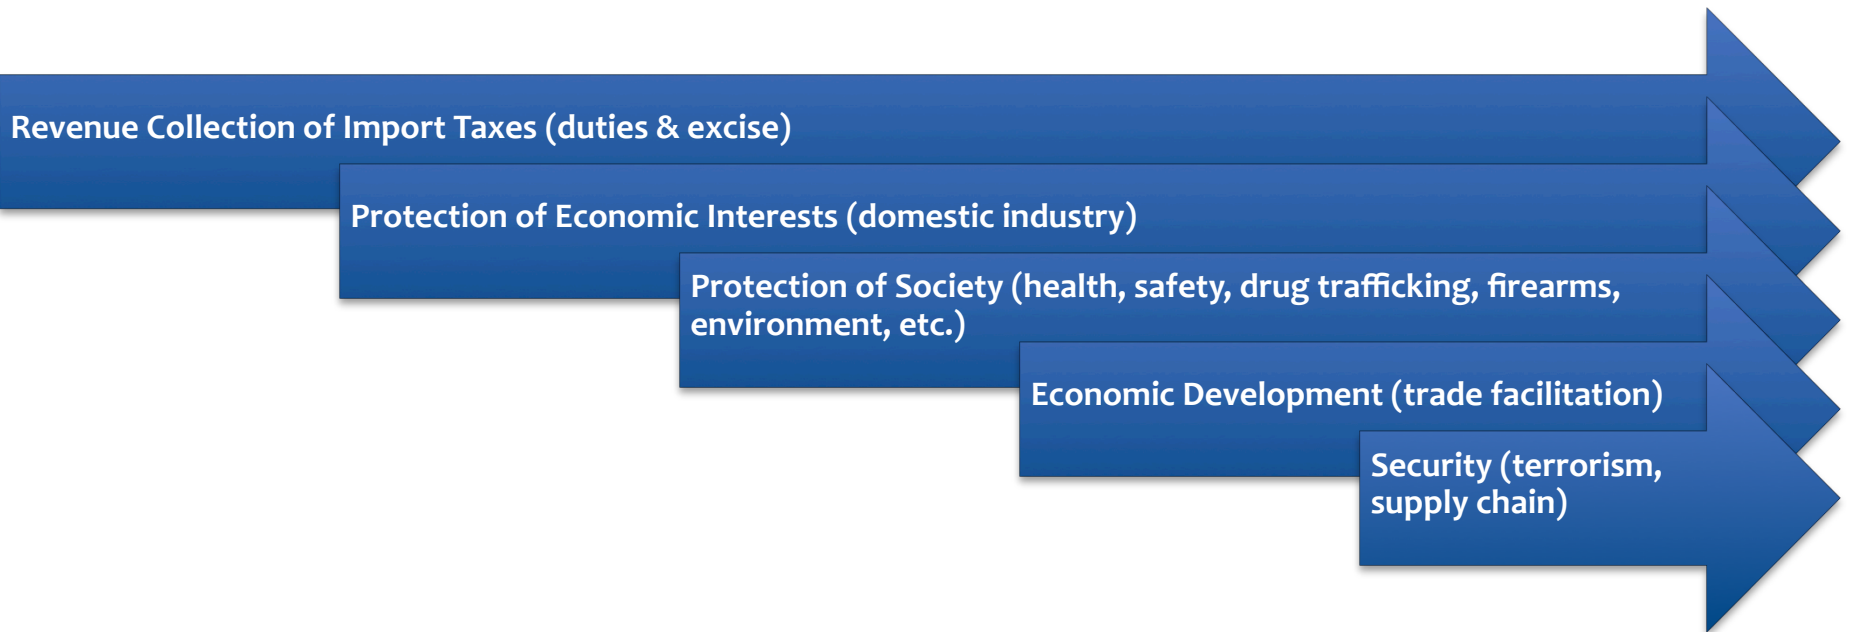 Revenue Collection of Import Taxes (duties & excise)
Protection of Economic Interests (domestic industry)
Protection of Society (health, safety, drug trafficking, firearms,
environment, etc.)
Economic Development (trade facilitation)
Security (terrorism,
supply chain)